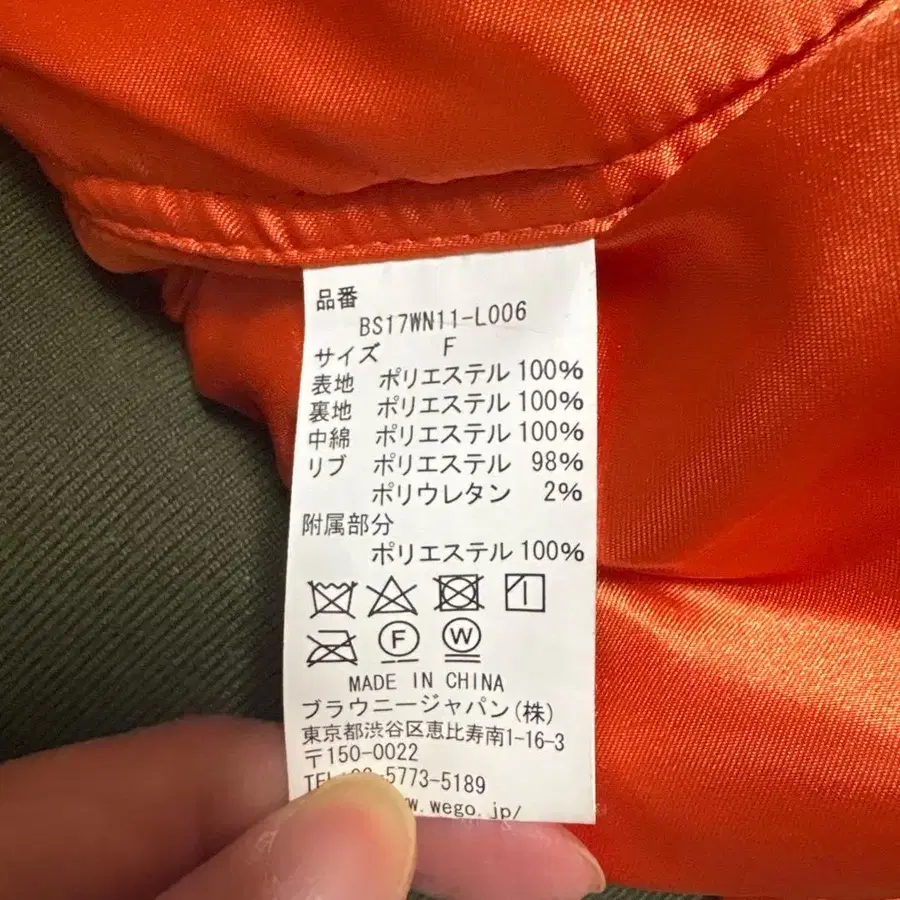 品番
BS17WN11-L006
サイズ F
表地 ポリエステル 100%
裏地 ポリエステル 100%
中綿 ポリエステル 100%
リブ ポリエステル 98%
ポリウレタン 2%
附属部分
ポリエステル 100%
F W
MADE IN CHINA
ブラウニージャパン(株)
東京都渋谷区恵比寿南1-16-3
〒150-0022
-5773-5189
.wego.jp/